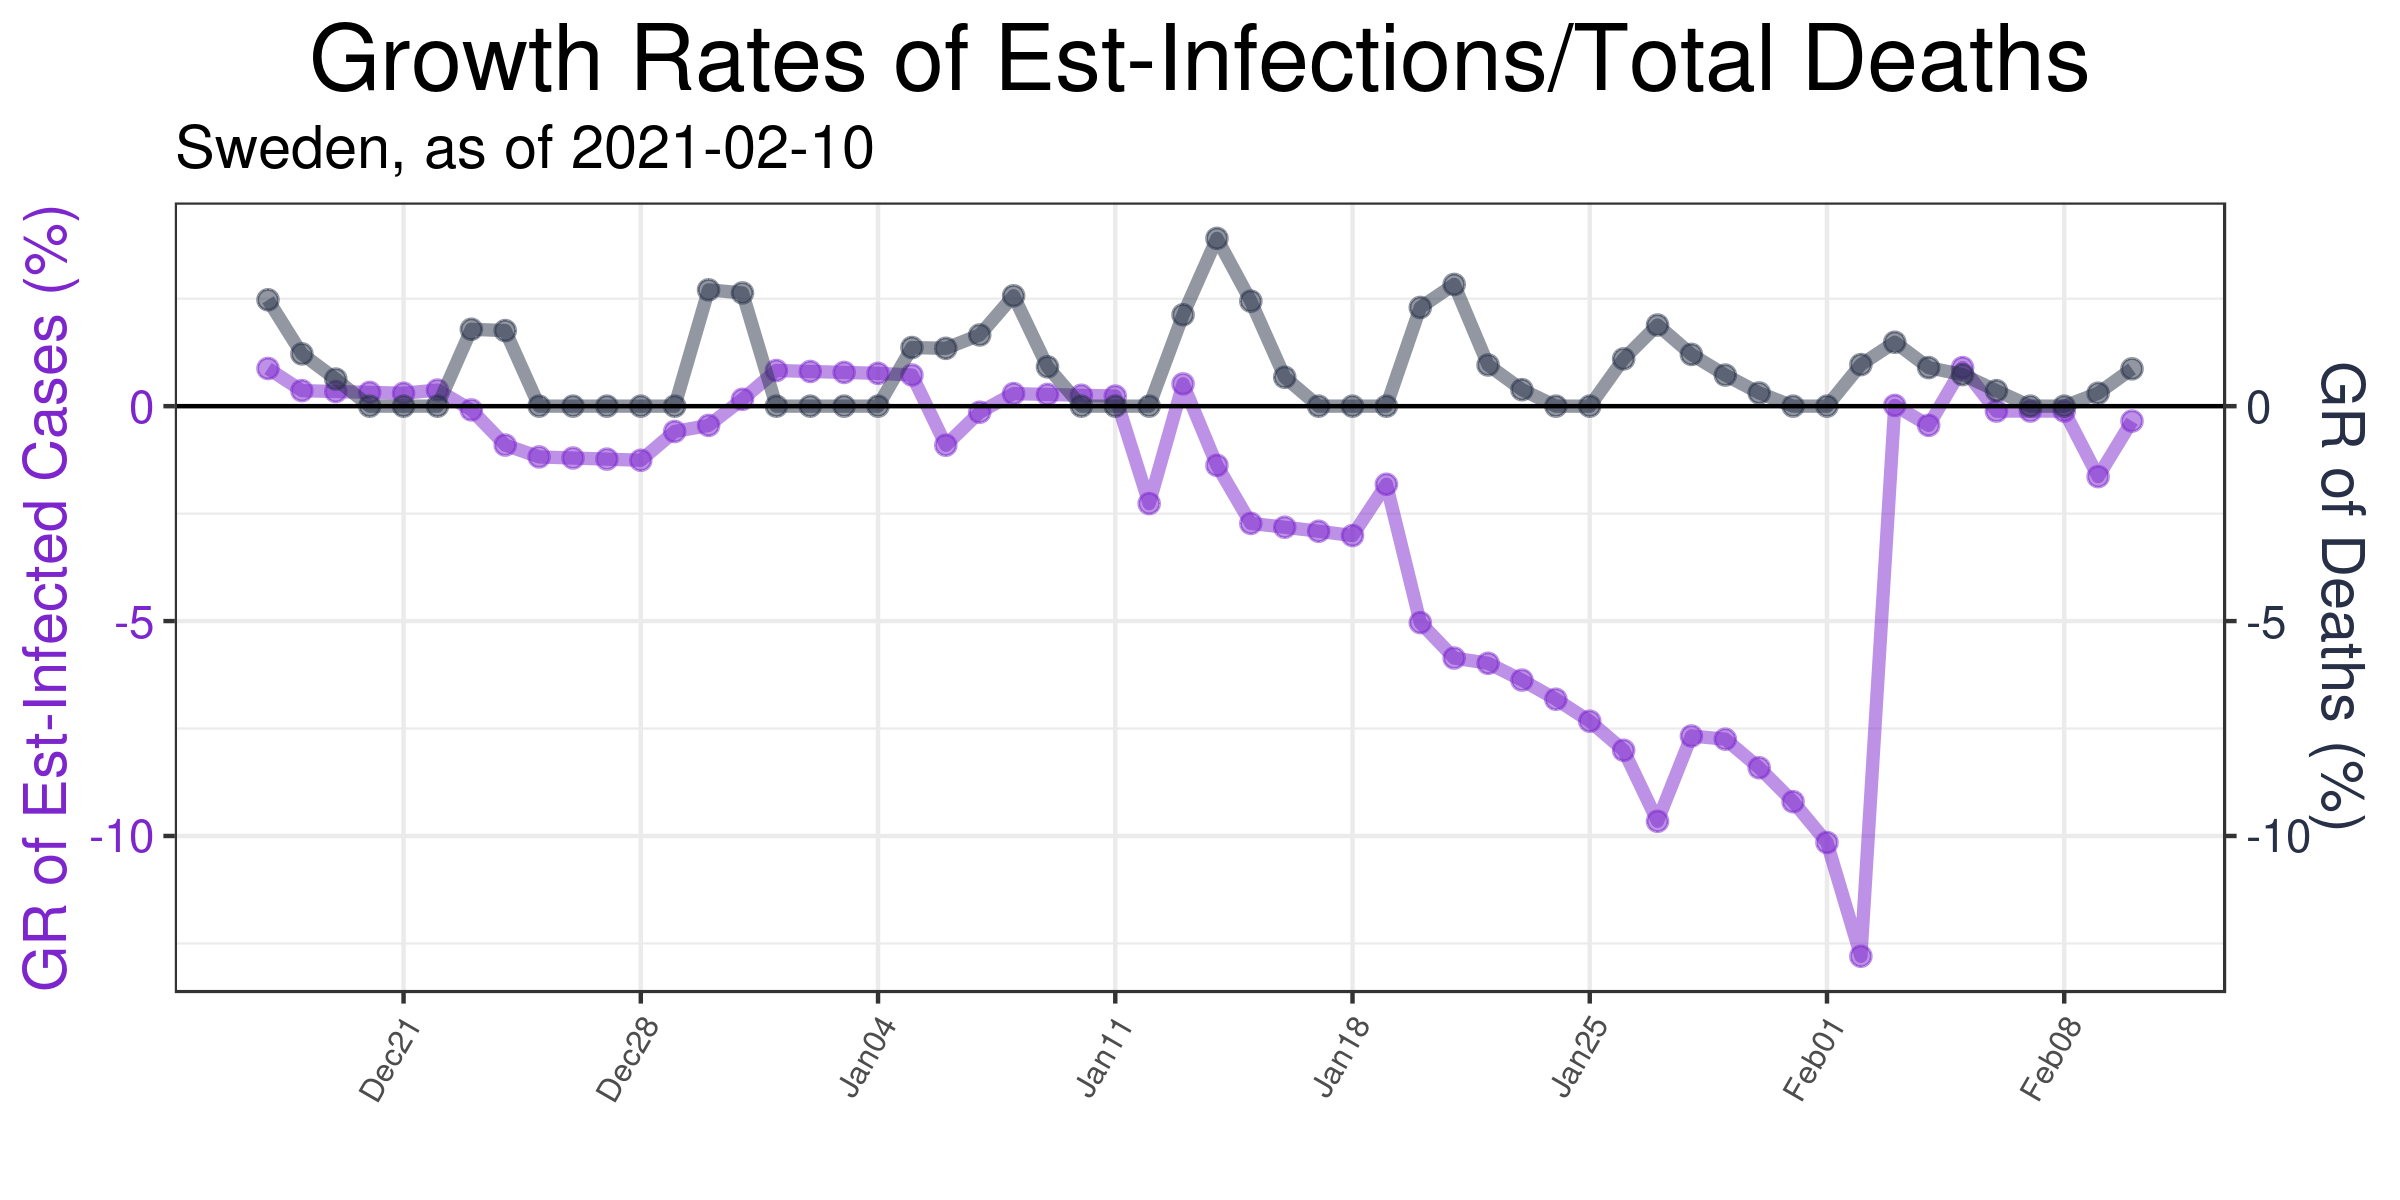 Growth Rates of Est-Infections/Total Deaths
Sweden, as of 2021-02-10
GR of Est-Infected Cases (%)
0
-5
-10
0
-5
-10
GR of Deaths (%)
Dec21
Dec28
Jan04
Jan11
Jan18
Jan25
Feb01
Feb08